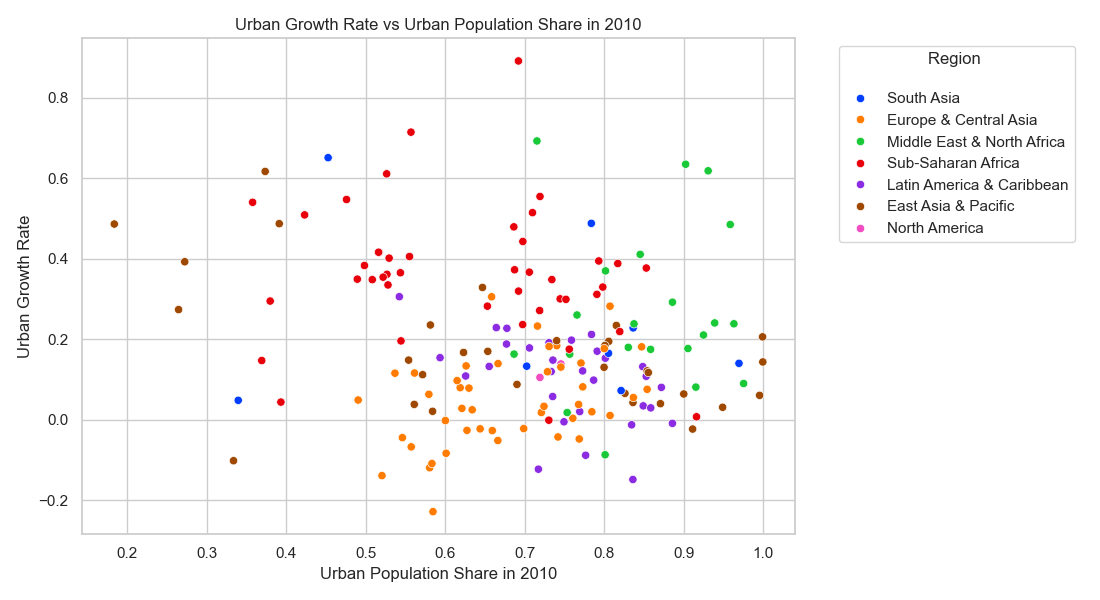 Urban Growth Rate vs Urban Population Share in 2010
Region
South Asia
Europe & Central Asia
Middle East & North Africa
Sub-Saharan Africa
Latin America & Caribbean
East Asia & Pacific
North America
Urban Growth Rate
0.8
0.6
0.4
0.2
0.0
−0.2
0.2 0.3 0.4 0.5 0.6 0.7 0.8 0.9 1.0
Urban Population Share in 2010